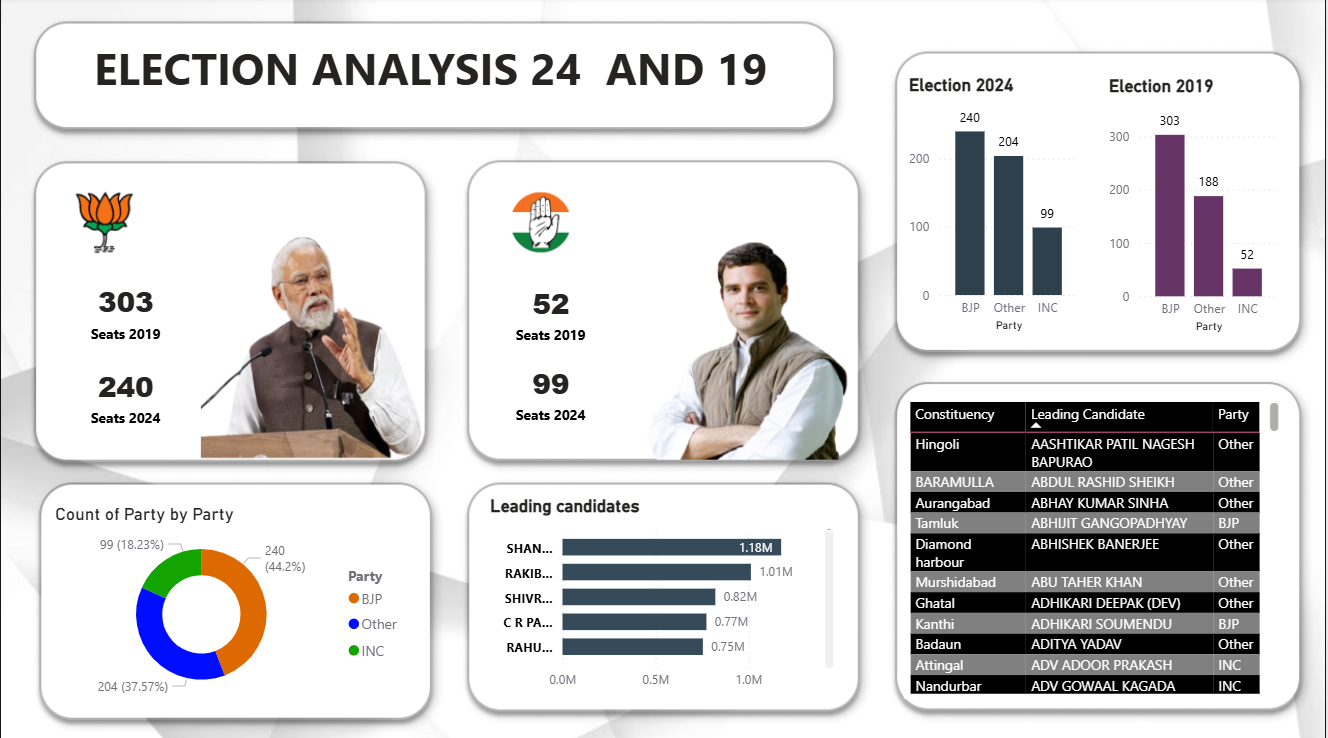 ELECTION ANALYSIS 24 AND 19
303
Seats 2019
240
Seats 2024
52
Seats 2019
99
Seats 2024
Election 2024
240
204
99
200
100
0
BJP Other INC
Party
Election 2019
303
188
52
300
200
100
0
BJP Other INC
Party
Count of Party by Party
99 (18.23%)
240
(44.2%)
204 (37.57%)
Party
BJP
Other
INC
Leading candidates
SHAN... 1.18M
RAKIB... 1.01M
SHIVR... 0.82M
C R PA... 0.77M
RAHU... 0.75M
0.0M 0.5M 1.0M
Constituency Leading Candidate Party
Hingoli AASHTIKAR PATIL NAGESH Other
BAPURAO
BARAMULLA ABDUL RASHID SHEIKH Other
Aurangabad ABHAY KUMAR SINHA Other
Tamluk ABHIJIT GANGOPADHYAY BJP
Diamond ABHISHEK BANERJEE Other
harbour
Murshidabad ABU TAHER KHAN Other
Ghatal ADHIKARI DEEPAK (DEV) Other
Kanthi ADHIKARI SOUMENDU BJP
Badaun ADITYA YADAV Other
Attingal ADV ADOOR PRAKASH INC
Nandurbar ADV GOWAAL KAGADA INC